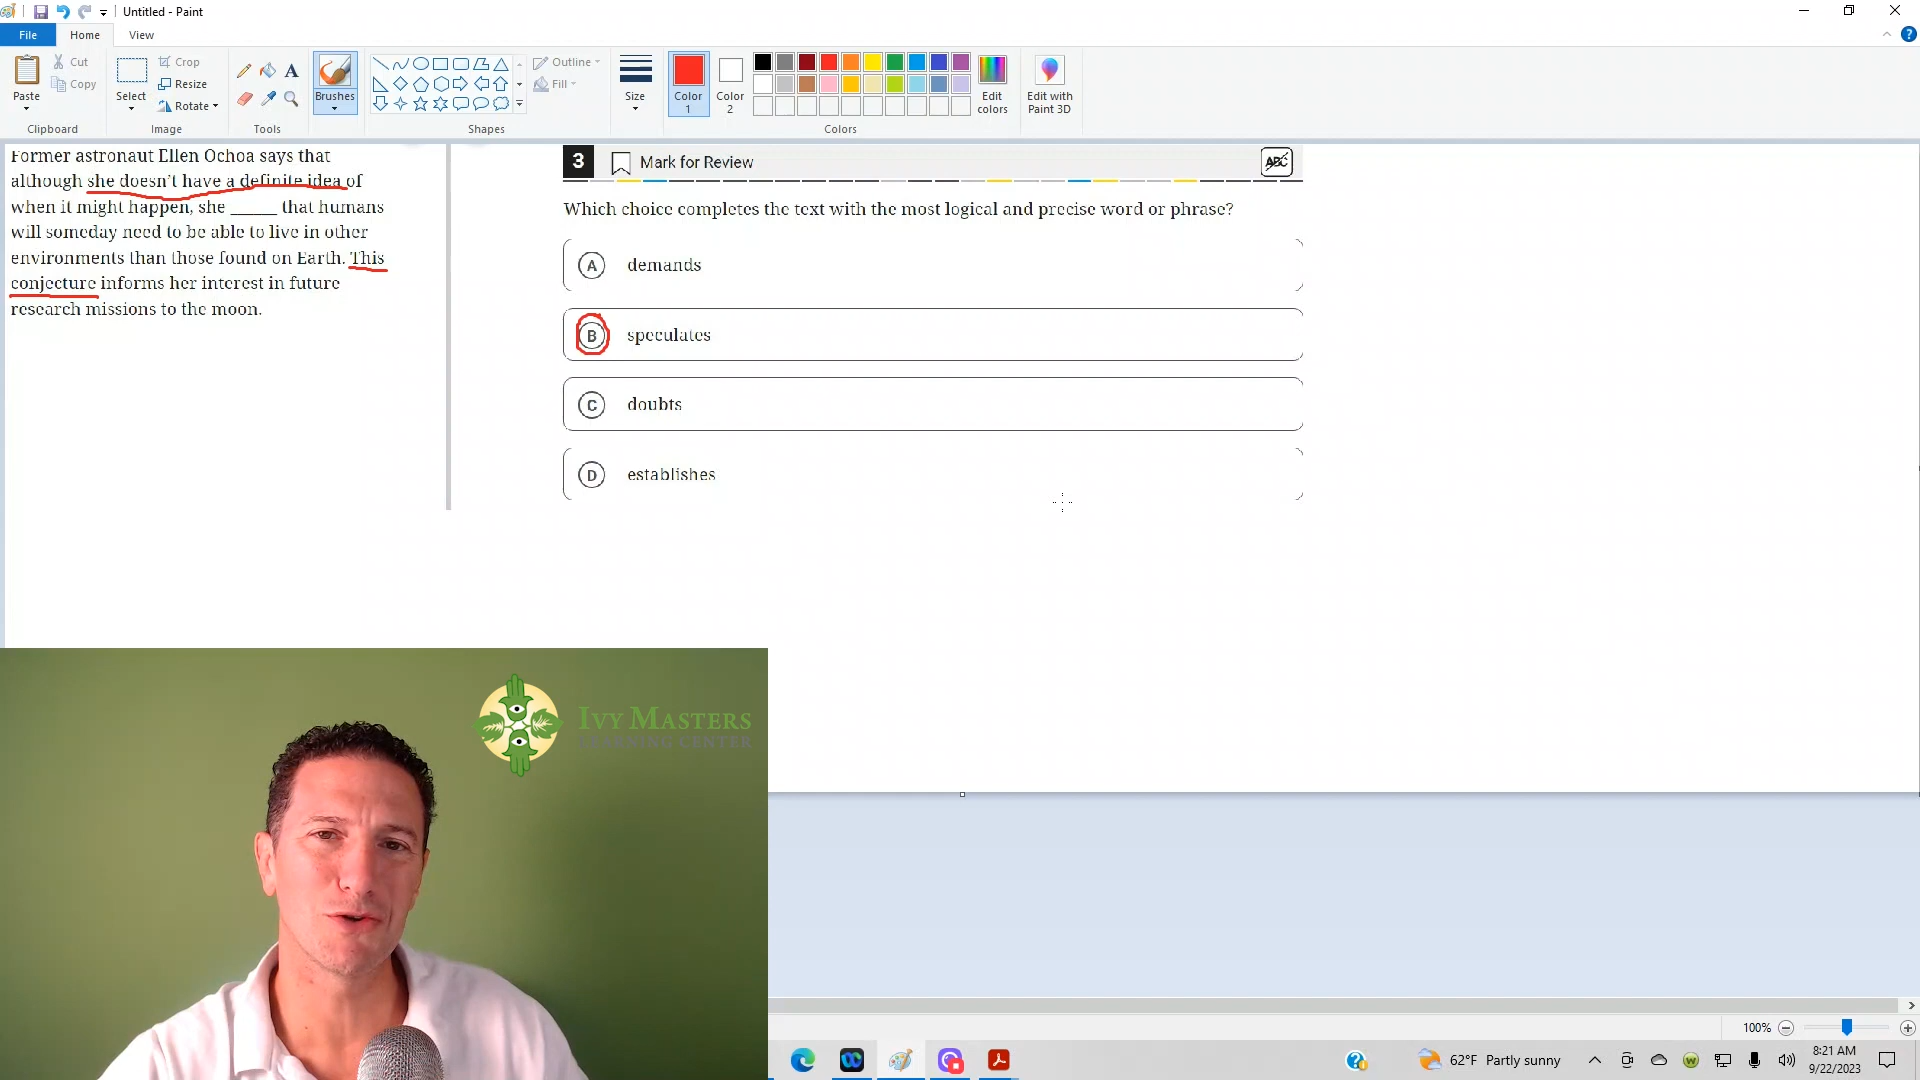 Untitled - Paint
File
Home
View
Paste
Cut
Copy
Clipboard
Select
Crop
Resize
Rotate
Image
A
Tools
Brushes
Shapes
Outline
Fill
Size
Color
1
Color
2
Edit
colors
Edit with
Paint 3D
Colors
Former astronaut Ellen Ochoa says that
although she doesn't have a definite idea of
when it might happen, she ______ that humans
will someday need to be able to live in other
environments than those found on Earth. This
conjecture informs her interest in future
research missions to the moon.
3
Mark for Review
ABC
Which choice completes the text with the most logical and precise word or phrase?
A demands
B speculates
C doubts
D establishes
IVY MASTERS
LEARNING CENTER
100%
62°F Partly sunny
8:21 AM
9/22/2023